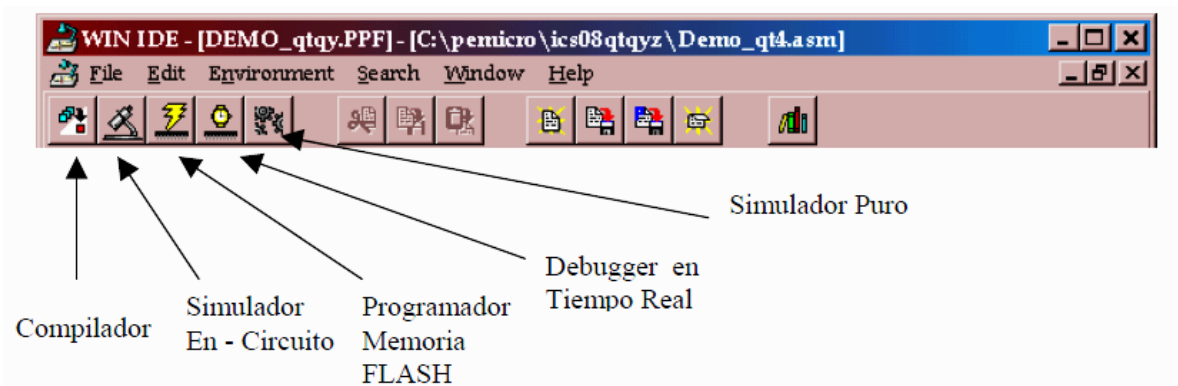 WIN IDE - [DEMO_qtqy.PPF] - [C:\pemicro\ics08qtqyz\Demo_qt4.asm]
File Edit Environment Search Window Help
Simulador Puro
Debugger en
Tiempo Real
Simulador
En - Circuito
Programador
Memoria
FLASH
Compilador